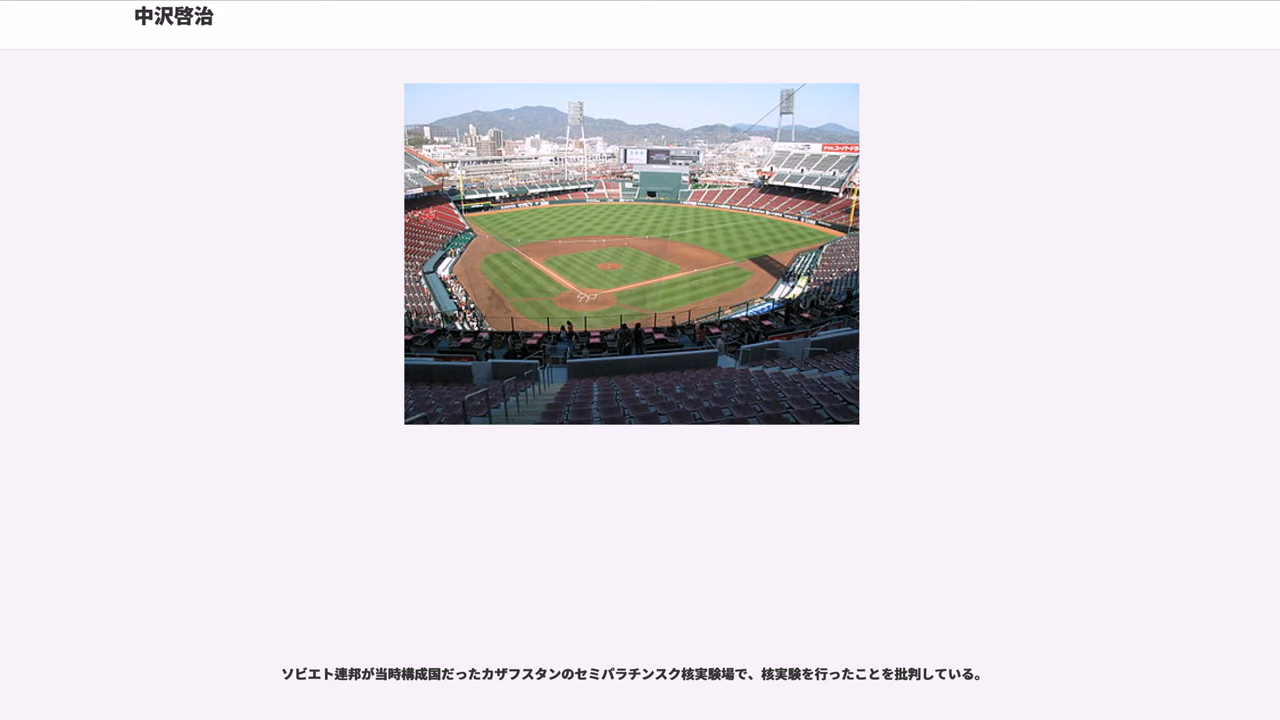 中沢啓治
ソビエト連邦が当時構成国だったカザフスタンのセミパラチンスク核実験場で、核実験を行ったことを批判している。